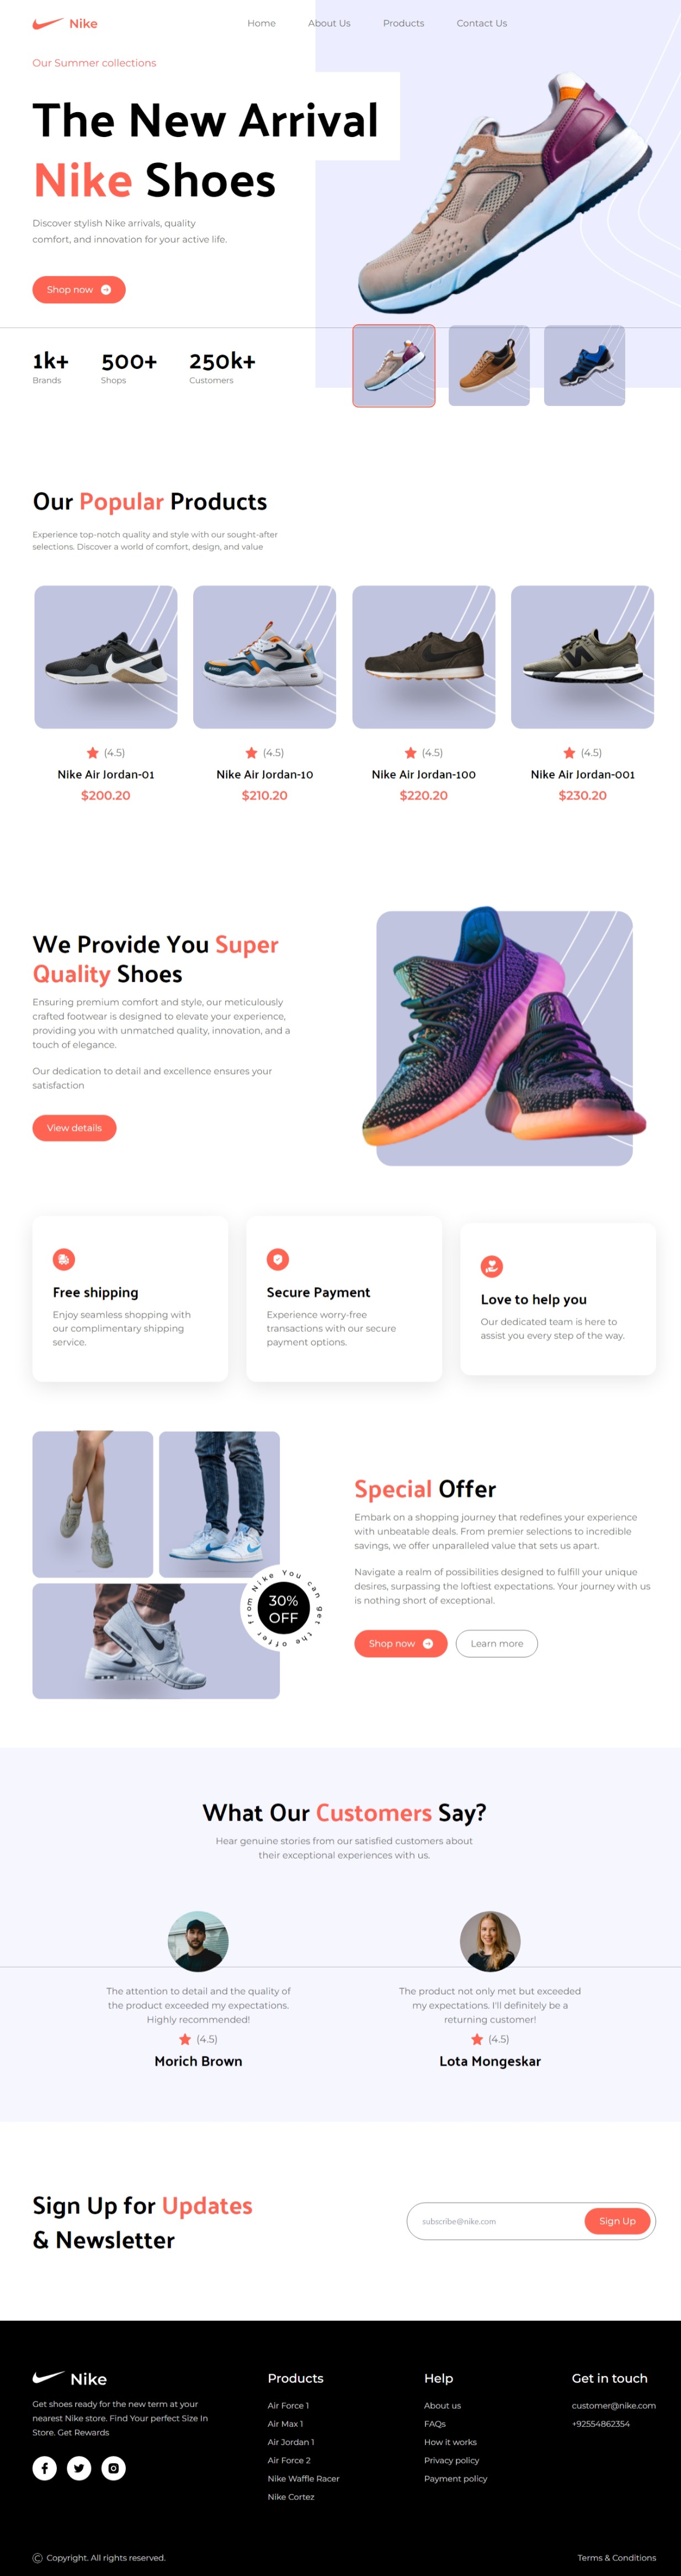 Nike
Home
About Us
Products
Contact Us
Our Summer collections
The New Arrival
Nike Shoes
Discover stylish Nike arrivals, quality
comfort, and innovation for your active life.
Shop now
1k+
Brands
500+
Shops
250k+
Customers
Our Popular Products
Experience top-notch quality and style with our sought-after
selections. Discover a world of comfort, design, and value
(4.5)
Nike Air Jordan-01
$200.20
(4.5)
Nike Air Jordan-10
$210.20
(4.5)
Nike Air Jordan-100
$220.20
(4.5)
Nike Air Jordan-001
$230.20
We Provide You Super
Quality Shoes
Ensuring premium comfort and style, our meticulously
crafted footwear is designed to elevate your experience,
providing you with unmatched quality, innovation, and a
touch of elegance.
Our dedication to detail and excellence ensures your
satisfaction
View details
Free shipping
Enjoy seamless shopping with
our complimentary shipping
service.
Secure Payment
Experience worry-free
transactions with our secure
payment options.
Love to help you
Our dedicated team is here to
assist you every step of the way.
You can get the offer from Nike
30%
OFF
Special Offer
Embark on a shopping journey that redefines your experience
with unbeatable deals. From premier selections to incredible
savings, we offer unparalleled value that sets us apart.
Navigate a realm of possibilities designed to fulfill your unique
desires, surpassing the loftiest expectations. Your journey with us
is nothing short of exceptional.
Shop now
Learn more
What Our Customers Say?
Hear genuine stories from our satisfied customers about
their exceptional experiences with us.
The attention to detail and the quality of
the product exceeded my expectations.
Highly recommended!
(4.5)
Morich Brown
The product not only met but exceeded
my expectations. I'll definitely be a
returning customer!
(4.5)
Lota Mongeskar
Sign Up for Updates
& Newsletter
subscribe@nike.com
Sign Up
Nike
Get shoes ready for the new term at your
nearest Nike store. Find Your perfect Size In
Store. Get Rewards
Products
Air Force 1
Air Max 1
Air Jordan 1
Air Force 2
Nike Waffle Racer
Nike Cortez
Help
About us
FAQs
How it works
Privacy policy
Payment policy
Get in touch
customer@nike.com
+92554862354
© Copyright. All rights reserved.
Terms & Conditions